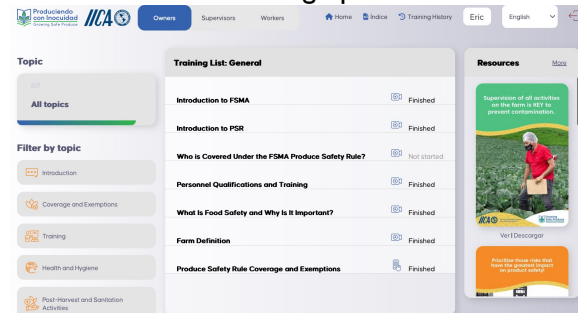 Produciendo
con Inocuidad
Growing Safe Produce
IICA
Owners
Supervisors
Workers
Home
Indice
Training History
Eric
English
Topic
All topics
Filter by topic
Introduction
Coverage and Exemptions
Training
Health and Hygiene
Post-Harvest and Sanitation
Activities
Training List: General
Introduction to FSMA
Finished
Introduction to PSR
Finished
Who is Covered Under the FSMA Produce Safety Rule?
Not started
Personnel Qualifications and Training
Finished
What Is Food Safety and Why Is It Important?
Finished
Farm Definition
Finished
Produce Safety Rule Coverage and Exemptions
Finished
Resources
More
Supervision of all activities
on the farm is KEY to
prevent contamination.
IICA
Ver | Descargar
Prioritize those risks that
have the greatest impact
on product safety!